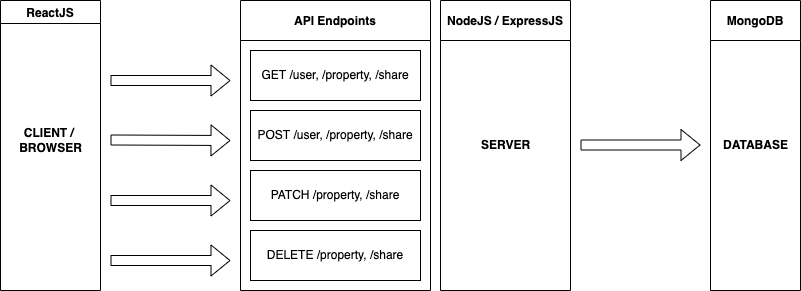 ReactJS
API Endpoints
NodeJS / ExpressJS
MongoDB
CLIENT /
BROWSER
GET /user, /property, /share
POST /user, /property, /share
PATCH /property, /share
DELETE /property, /share
SERVER
DATABASE